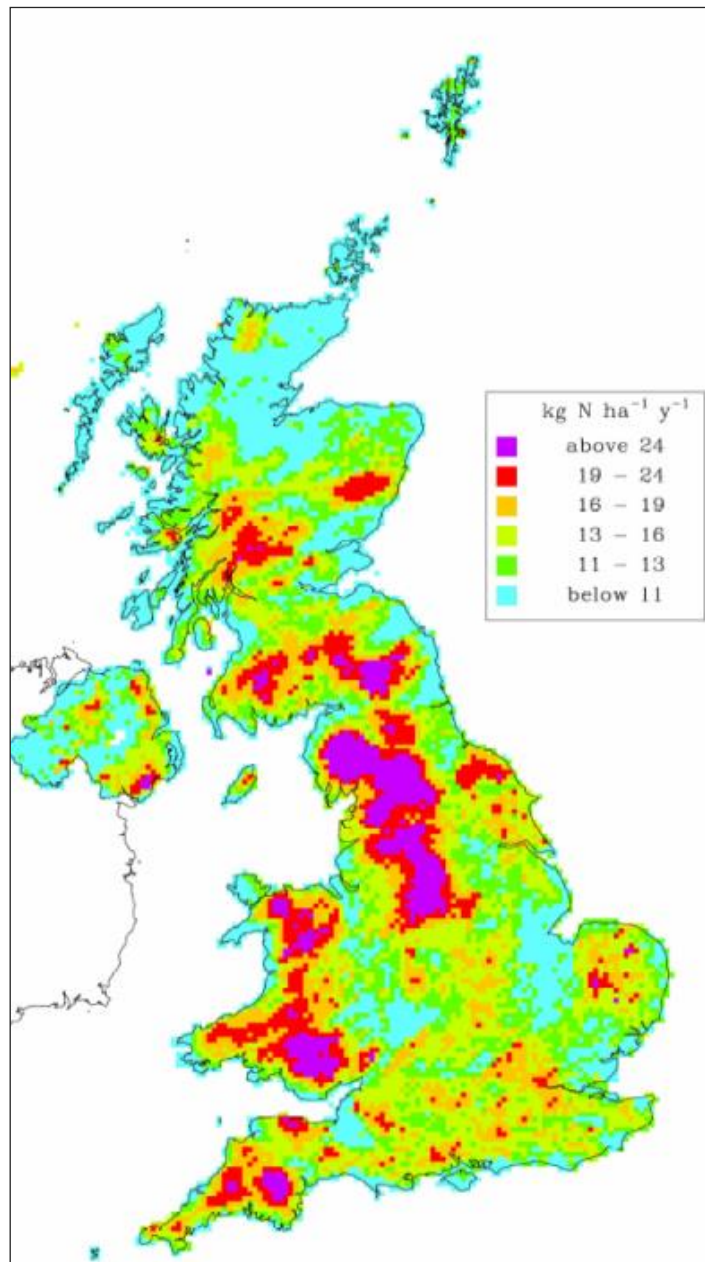 kg N ha⁻¹ y⁻¹
above 24
19 – 24
16 – 19
13 – 16
11 – 13
below 11